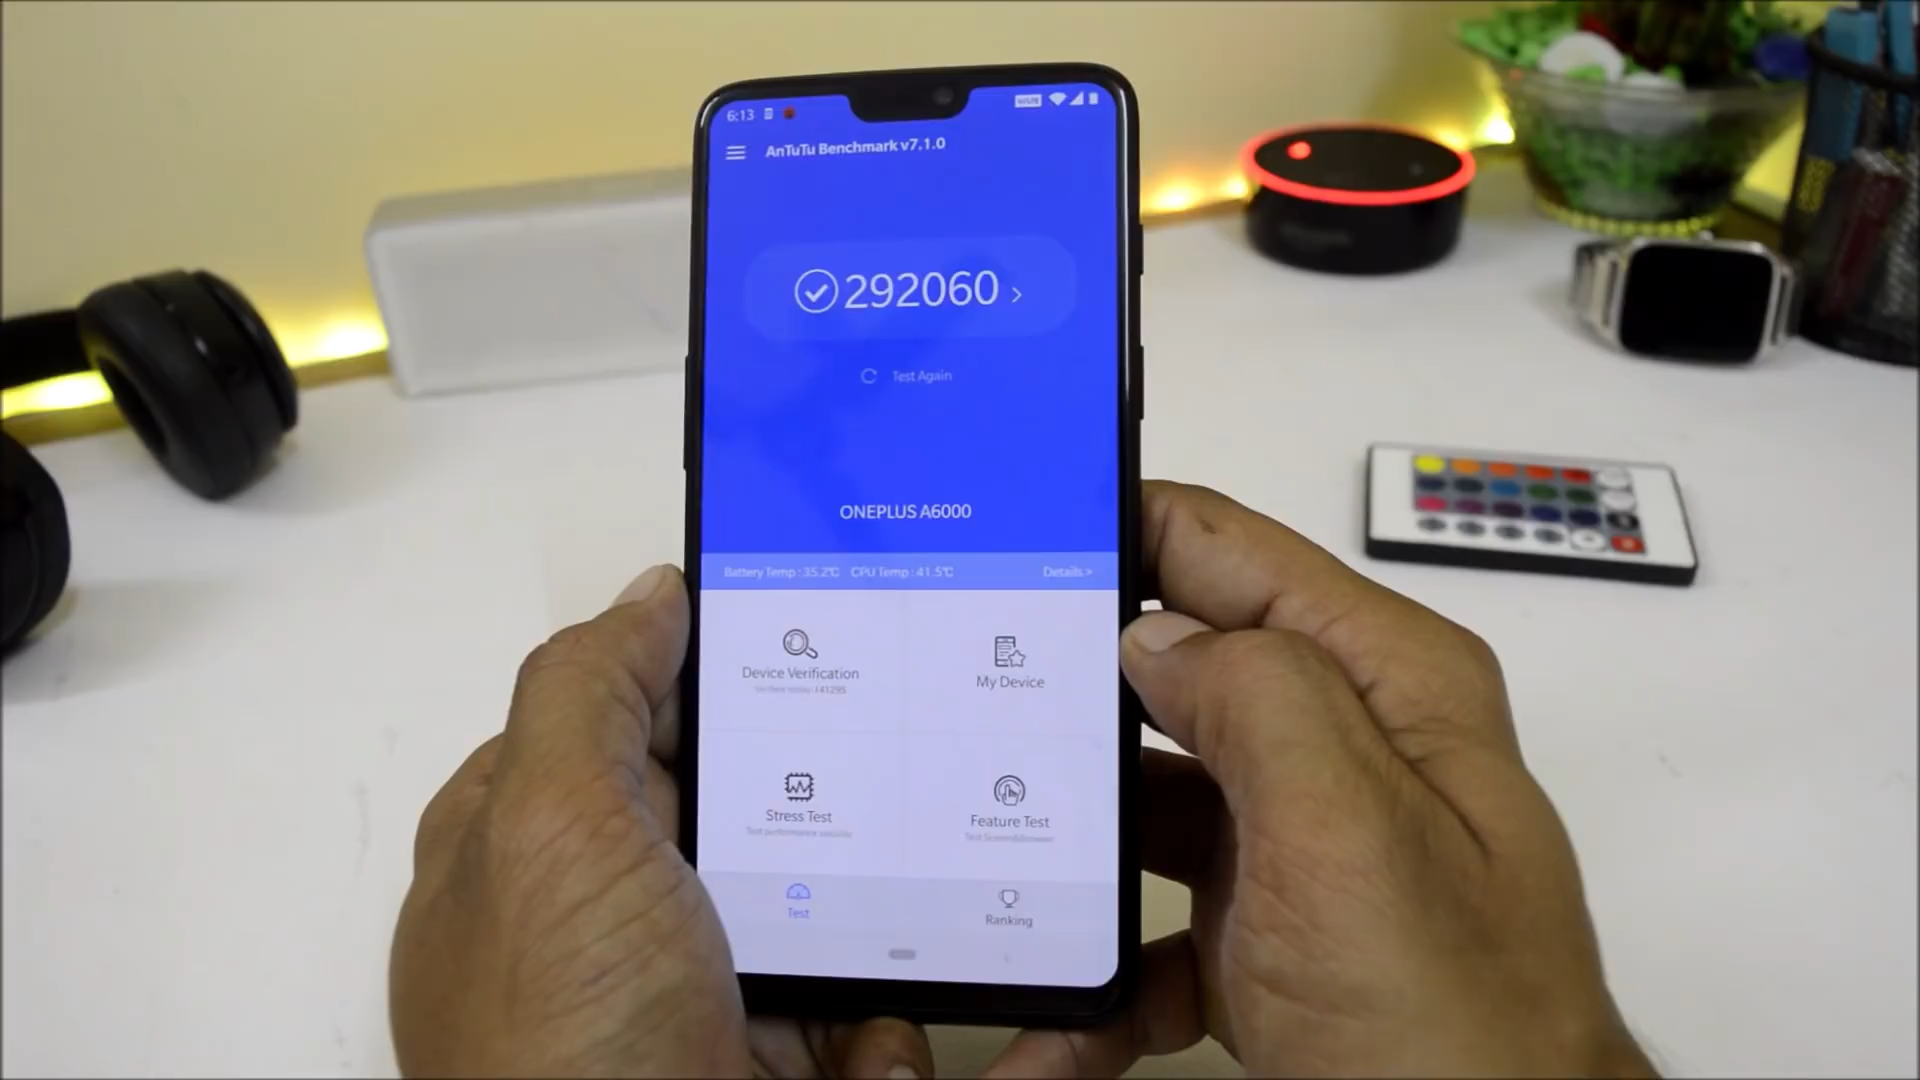 6:13
AnTuTu Benchmark v7.1.0
292060
Test Again
ONEPLUS A6000
Battery Temp : 35.2℃ CPU Temp : 41.5℃ Details >
Device Verification
My Device
Stress Test
Feature Test
Test
Ranking